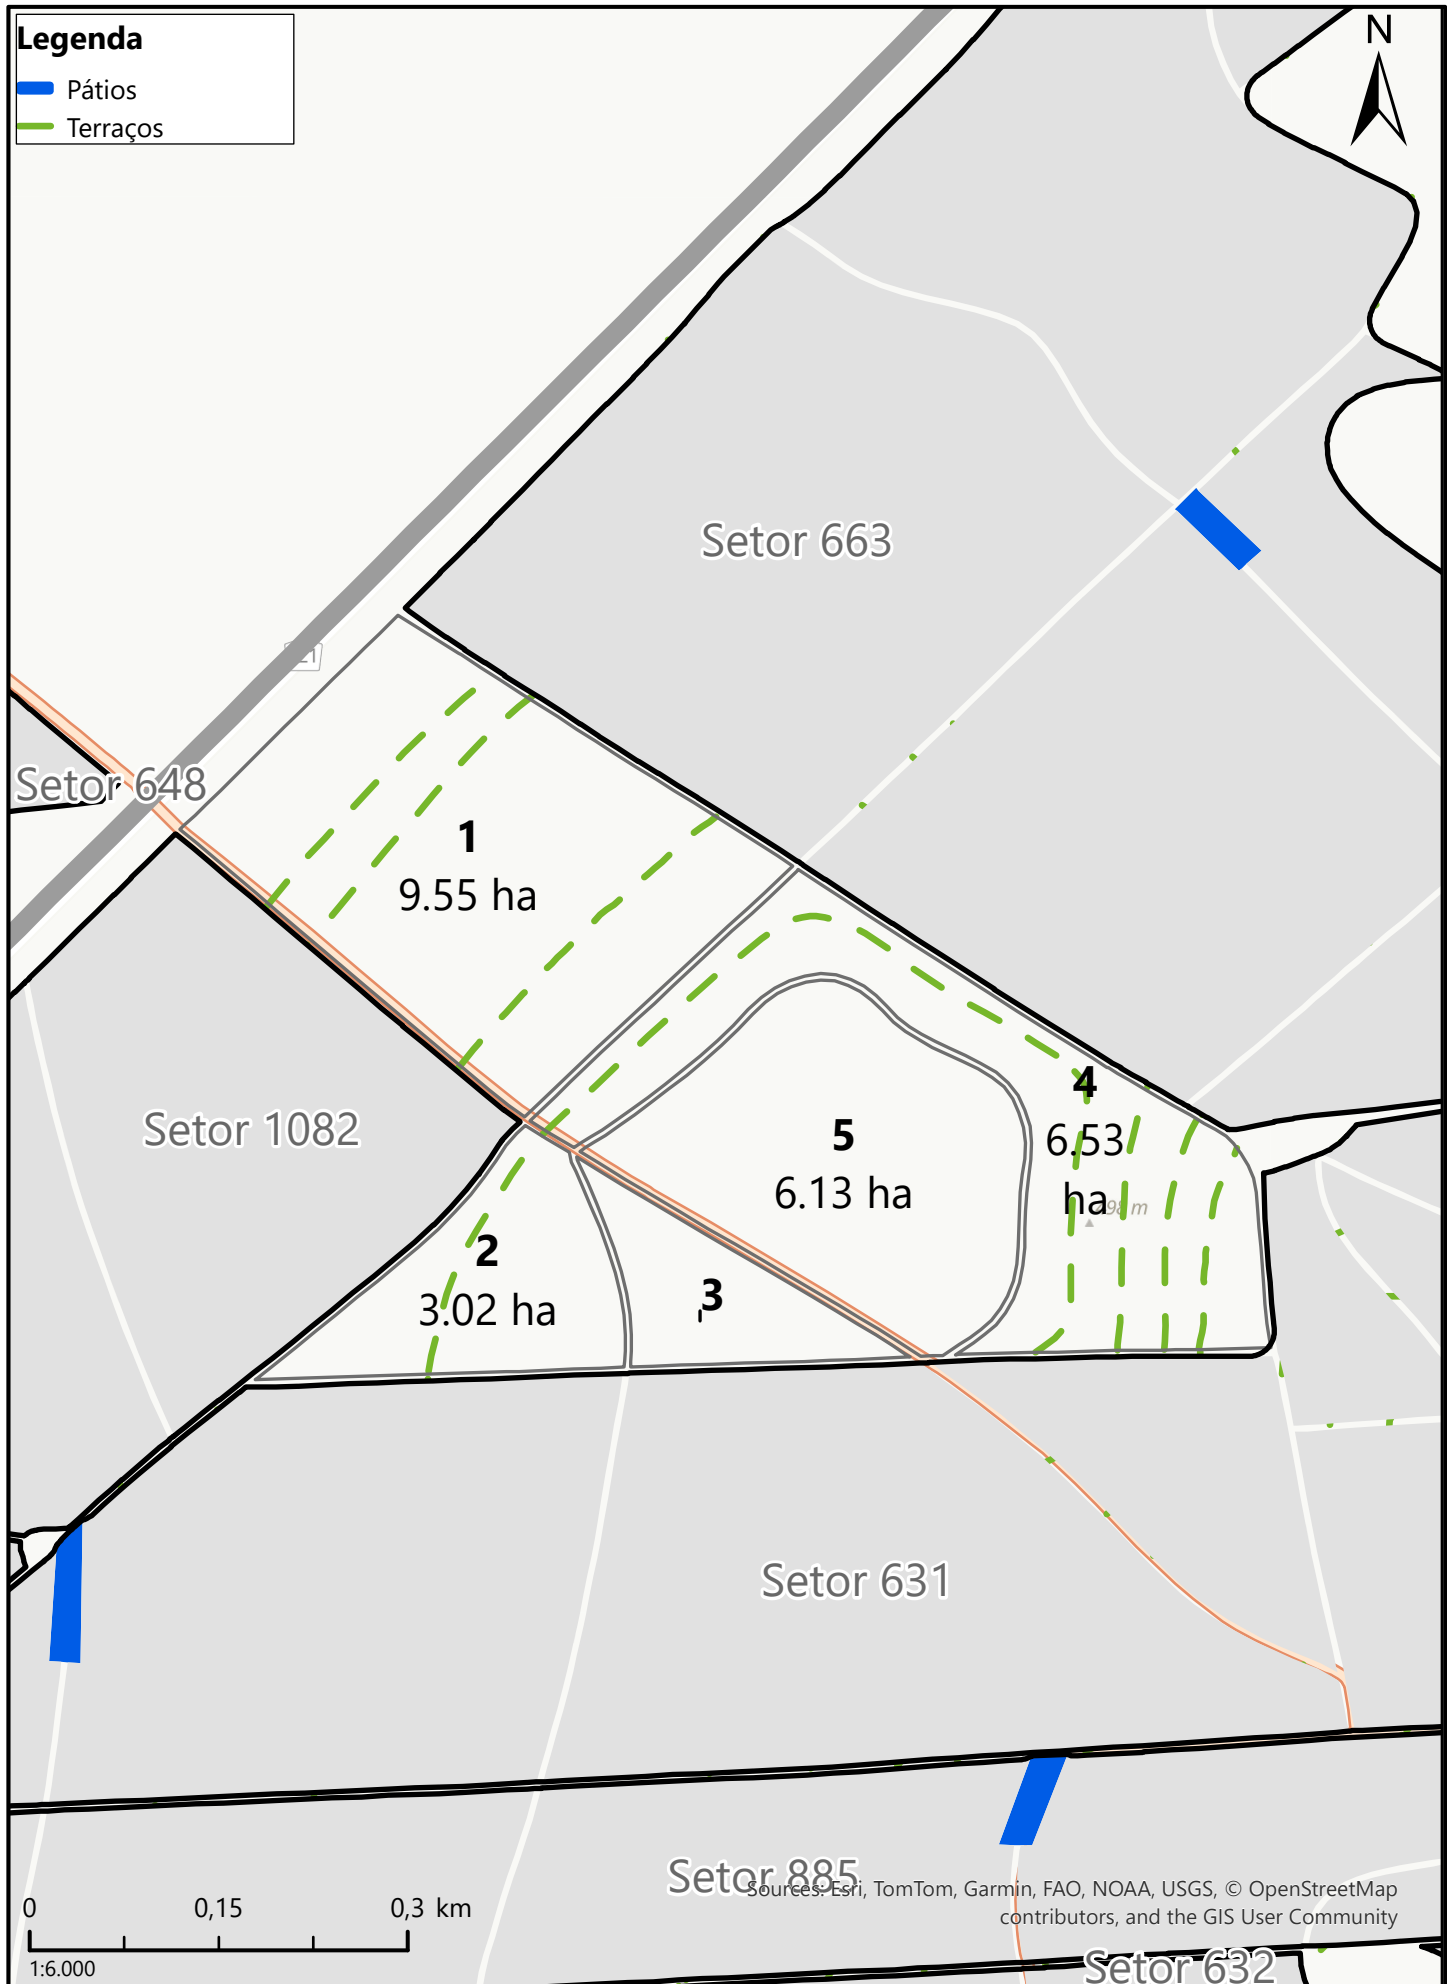 Legenda
Pátios
Terraços
N
Setor 663
Setor 648
1
9.55 ha
4
6.53
ha
5
6.13 ha
Setor 1082
2
3.02 ha
3
Setor 631
Setor 885
Sources: Esri, TomTom, Garmin, FAO, NOAA, USGS, © OpenStreetMap
contributors, and the GIS User Community
0 0,15 0,3 km
1:6.000
Setor 632